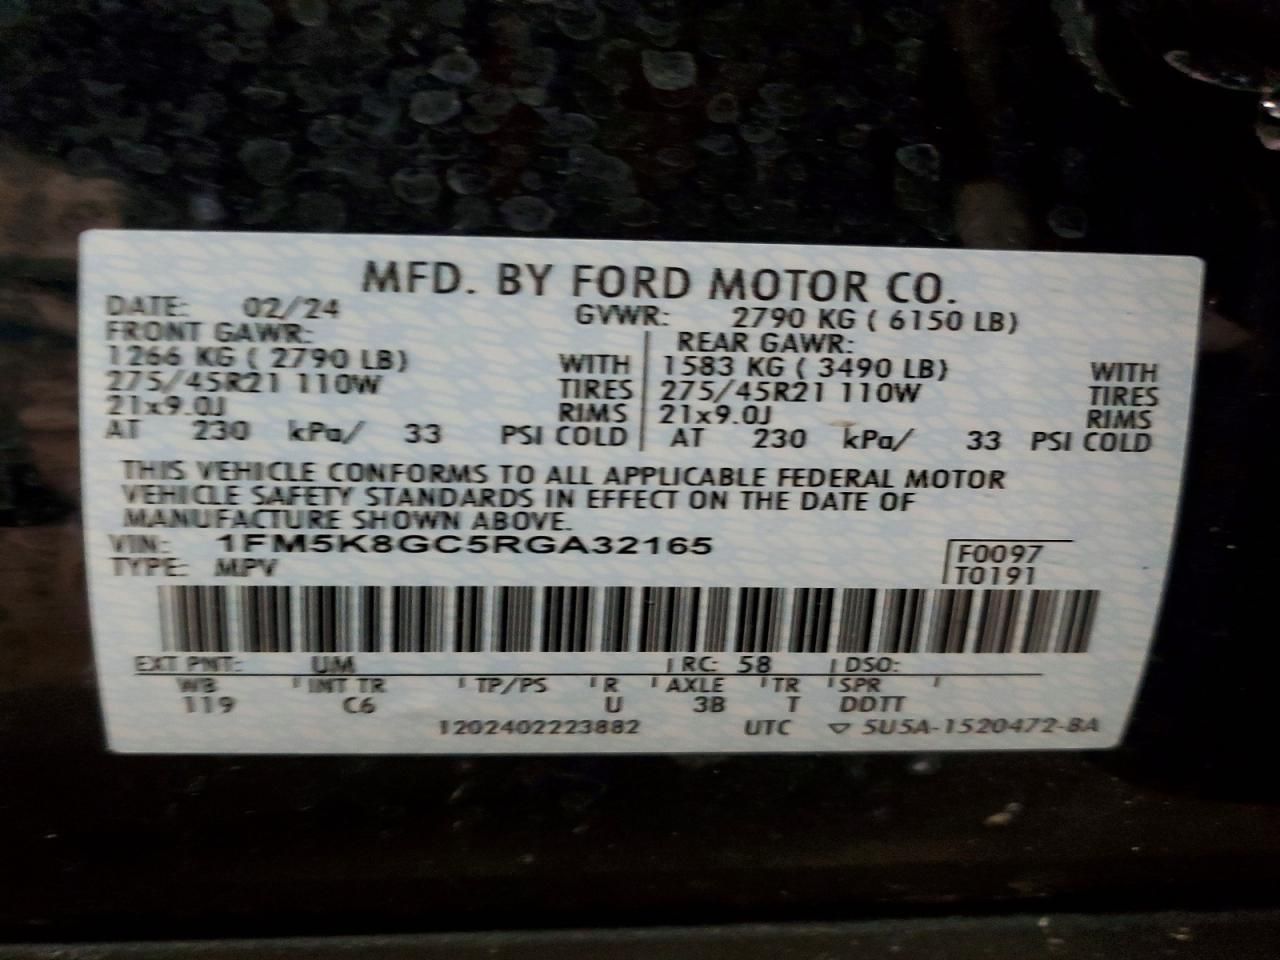 MFD. BY FORD MOTOR CO.
DATE: 02/24 GVWR: 2790 KG ( 6150 LB)
FRONT GAWR: REAR GAWR:
1266 KG ( 2790 LB) WITH 1583 KG ( 3490 LB) WITH
275/45R21 110W TIRES 275/45R21 110W TIRES
21x9.0J RIMS 21x9.0J RIMS
AT 230 kPa/ 33 PSI COLD AT 230 kPa/ 33 PSI COLD
THIS VEHICLE CONFORMS TO ALL APPLICABLE FEDERAL MOTOR
VEHICLE SAFETY STANDARDS IN EFFECT ON THE DATE OF
MANUFACTURE SHOWN ABOVE.
VIN: 1FM5K8GC5RGA32165 F0097
TYPE: MPV T0191
EXT PNT: UM RC: 58 DSO:
WB INT TR TP/PS R AXLE TR SPR
119 C6 U 3B T DDTT
1202402223882 UTC ▽ 5U5A-1520472-BA